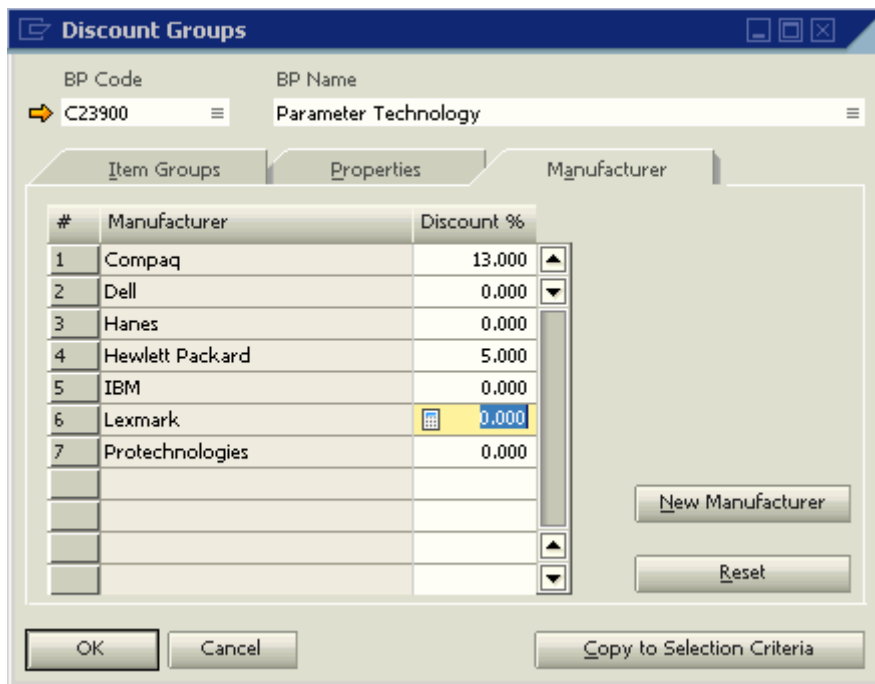 Discount Groups
BP Code BP Name
C23900 Parameter Technology
Item Groups Properties Manufacturer
# Manufacturer Discount %
1 Compaq 13.000
2 Dell 0.000
3 Hanes 0.000
4 Hewlett Packard 5.000
5 IBM 0.000
6 Lexmark 0.000
7 Protechnologies 0.000
New Manufacturer
Reset
OK Cancel Copy to Selection Criteria